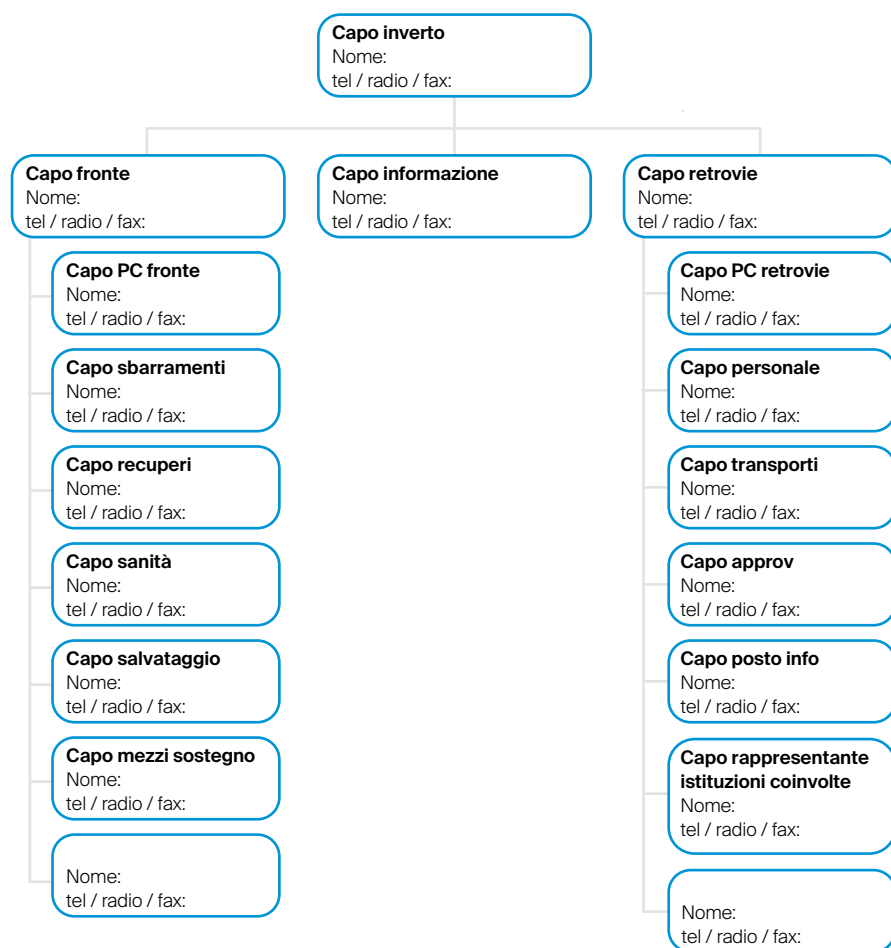 Capo inverto
Nome:
tel / radio / fax:
Capo fronte
Nome:
tel / radio / fax:
Capo informazione
Nome:
tel / radio / fax:
Capo retrovie
Nome:
tel / radio / fax:
Capo PC fronte
Nome:
tel / radio / fax:
Capo sbarramenti
Nome:
tel / radio / fax:
Capo recuperi
Nome:
tel / radio / fax:
Capo sanità
Nome:
tel / radio / fax:
Capo salvataggio
Nome:
tel / radio / fax:
Capo mezzi sostegno
Nome:
tel / radio / fax:
Nome:
tel / radio / fax:
Capo PC retrovie
Nome:
tel / radio / fax:
Capo personale
Nome:
tel / radio / fax:
Capo transporti
Nome:
tel / radio / fax:
Capo approv
Nome:
tel / radio / fax:
Capo posto info
Nome:
tel / radio / fax:
Capo rappresentante
istituzioni coinvolte
Nome:
tel / radio / fax:
Nome:
tel / radio / fax: